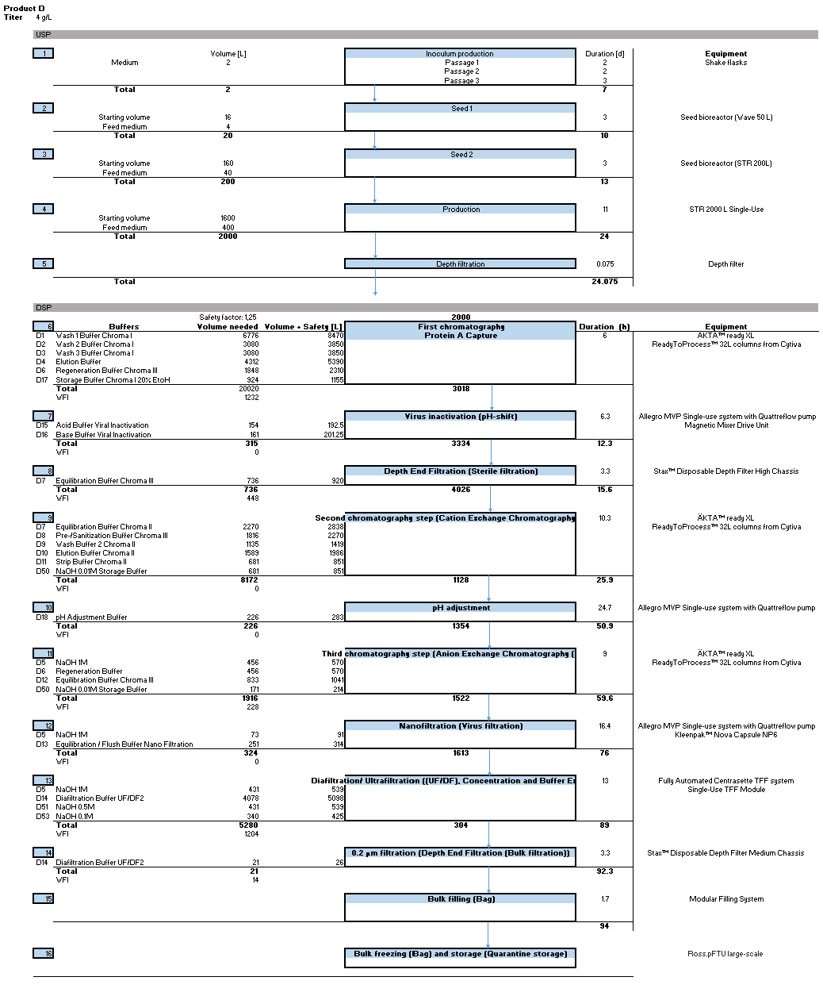 Product D
Titer 4 g/L
USP
1 Volume [L] Inoculum production Duration [d] Equipment
Medium 2 Passage 1 2 Shake flasks
Passage 2 2
Passage 3 3
Total 2 7
2 Seed 1
Starting volume 16 3 Seed bioreactor (Wave 50 L)
Feed medium 4
Total 20 10
3 Seed 2
Starting volume 160 3 Seed bioreactor (STR 200L)
Feed medium 40
Total 200 13
4 Production 11 STR 2000 L Single-Use
Starting volume 1600
Feed medium 400
Total 2000 24
5 Depth filtration 0.075 Depth filter
Total 24.075
DSP
Safety factor: 1,25 2000
6 Buffers Volume needed Volume + Safety [L] First chromatography Duration (h) Equipment
D1 Wash 1 Buffer Chroma I 6776 8470 Protein A Capture 6 ÄKTA™ ready XL
D2 Wash 2 Buffer Chroma I 3080 3850 ReadyToProcess™ 32L columns from Cytiva
D3 Wash 3 Buffer Chroma I 3080 3850
D4 Elution Buffer 4312 5390
D6 Regeneration Buffer Chroma III 1848 2310
D17 Storage Buffer Chroma I 20% EtoH 924 1155
Total 20020 3018
WFI 1232
7 Virus inactivation (pH-shift) 6.3 Allegro MVP Single-use system with Quattreflow pump
D15 Acid Buffer Viral Inactivation 154 192.5 Magnetic Mixer Drive Unit
D16 Base Buffer Viral Inactivation 161 201.25
Total 315 3334 12.3
WFI 0
8 Depth End Filtration (Sterile filtration) 3.3 Stax™ Disposable Depth Filter High Chassis
D7 Equilibration Buffer Chroma III 736 920
Total 736 4026 15.6
WFI 448
9 Second chromatography step (Cation Exchange Chromatography 10.3 ÄKTA™ ready XL
D7 Equilibration Buffer Chroma II 2270 2838 ReadyToProcess™ 32L columns from Cytiva
D8 Pre-/Sanitization Buffer Chroma III 1816 2270
D9 Wash Buffer 2 Chroma II 1135 1419
D10 Elution Buffer Chroma II 1589 1986
D11 Strip Buffer Chroma II 681 851
D50 NaOH 0.01M Storage Buffer 681 851
Total 8172 1128 25.9
WFI 0
10 pH adjustment 24.7 Allegro MVP Single-use system with Quattreflow pump
D18 pH Adjustment Buffer 226 283
Total 226 1354 50.9
WFI 0
11 Third chromatography step (Anion Exchange Chromatography ( 9 ÄKTA™ ready XL
D5 NaOH 1M 456 570 ReadyToProcess™ 32L columns from Cytiva
D6 Regeneration Buffer 456 570
D12 Equilibration Buffer Chroma III 833 1041
D50 NaOH 0.01M Storage Buffer 171 214
Total 1916 1522 59.6
WFI 228
12 Nanofiltration (Virus filtration) 16.4 Allegro MVP Single-use system with Quattreflow pump
D5 NaOH 1M 73 91 Kleenpak™ Nova Capsule NP6
D13 Equilibration / Flush Buffer Nano Filtration 251 314
Total 324 1613 76
WFI 0
13 Diafiltration/ Ultrafiltration ((UF/DF), Concentration and Buffer Ex 13 Fully Automated Centrasette TFF system
D5 NaOH 1M 431 539 Single-Use TFF Module
D14 Diafiltration Buffer UF/DF2 4078 5098
D51 NaOH 0.5M 431 539
D53 NaOH 0.1M 340 425
Total 5280 304 89
WFI 1204
14 0.2 µm filtration (Depth End Filtration (Bulk filtration)) 3.3 Stax™ Disposable Depth Filter Medium Chassis
D14 Diafiltration Buffer UF/DF2 21 26
Total 21 92.3
WFI 14
15 Bulk filling (Bag) 1.7 Modular Filling System
94
16 Bulk freezing (Bag) and storage (Quarantine storage) Ross.pFTU large-scale